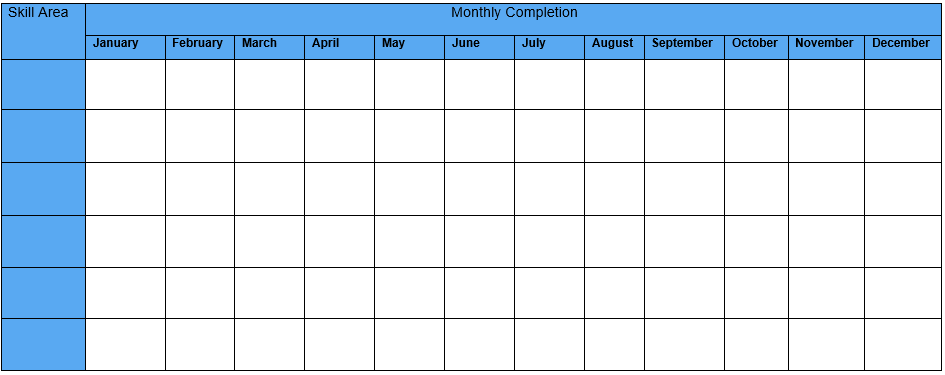 Skill Area Monthly Completion
January February March April May June July August September October November December